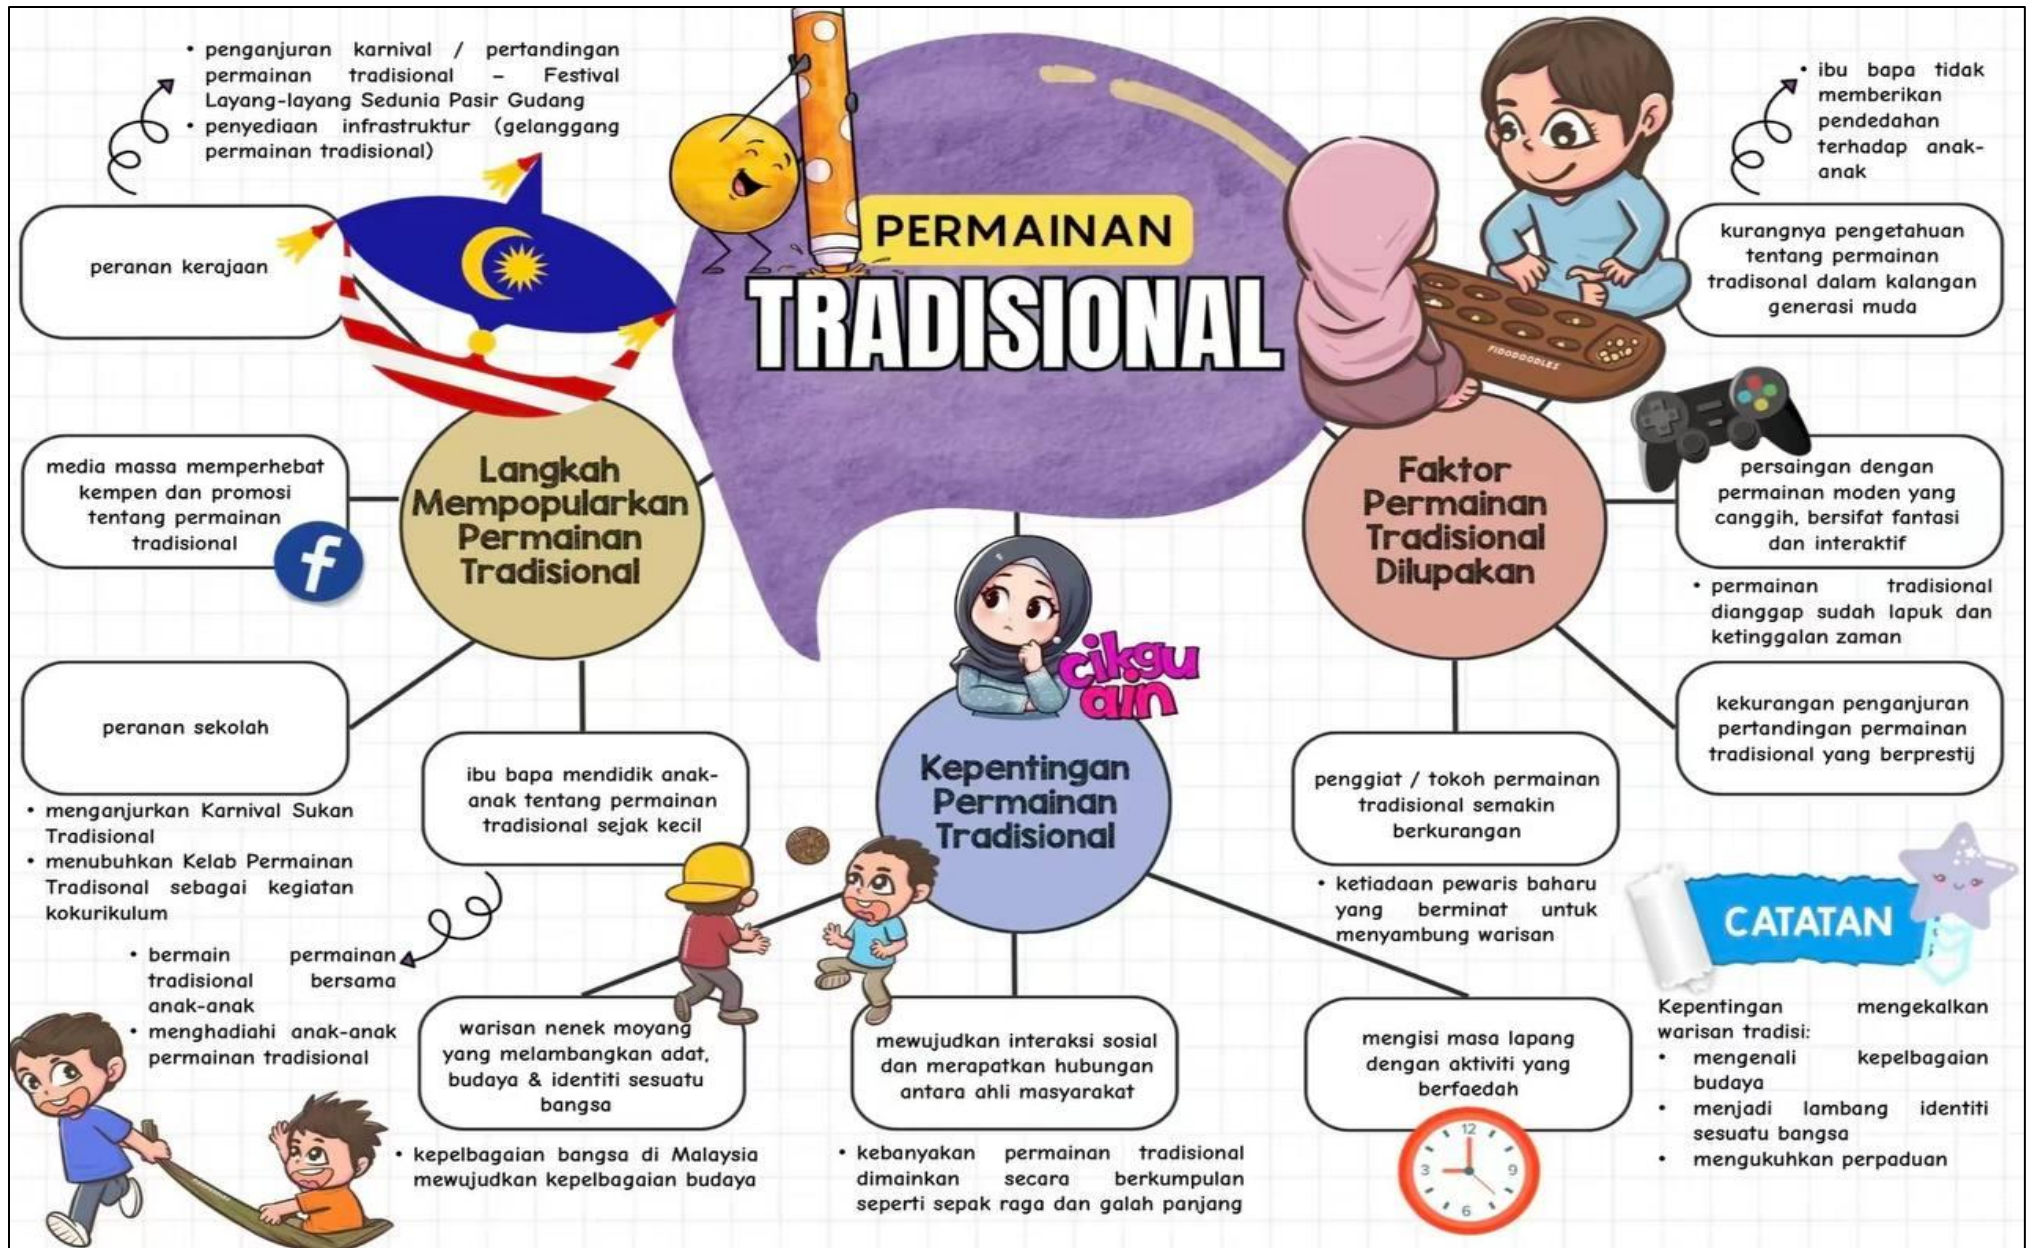 PERMAINAN
TRADISIONAL
• penganjuran karnival / pertandingan
permainan tradisional – Festival
Layang-layang Sedunia Pasir Gudang
• penyediaan infrastruktur (gelanggang
permainan tradisional)
peranan kerajaan
media massa memperhebat
kempen dan promosi
tentang permainan
tradisional
f
Langkah
Mempopularkan
Permainan
Tradisional
peranan sekolah
• menganjurkan Karnival Sukan
Tradisional
• menubuhkan Kelab Permainan
Tradisonal sebagai kegiatan
kokurikulum
ibu bapa mendidik anak-
anak tentang permainan
tradisional sejak kecil
• bermain permainan
tradisional bersama
anak-anak
• menghadiahi anak-anak
permainan tradisional
cikgu
ain
Kepentingan
Permainan
Tradisional
warisan nenek moyang
yang melambangkan adat,
budaya & identiti sesuatu
bangsa
• kepelbagaian bangsa di Malaysia
mewujudkan kepelbagaian budaya
mewujudkan interaksi sosial
dan merapatkan hubungan
antara ahli masyarakat
• kebanyakan permainan tradisional
dimainkan secara berkumpulan
seperti sepak raga dan galah panjang
mengisi masa lapang
dengan aktiviti yang
berfaedah
12
3
9
6
FIDODOODLES
Faktor
Permainan
Tradisional
Dilupakan
• ibu bapa tidak
memberikan
pendedahan
terhadap anak-
anak
kurangnya pengetahuan
tentang permainan
tradisonal dalam kalangan
generasi muda
persaingan dengan
permainan moden yang
canggih, bersifat fantasi
dan interaktif
• permainan tradisional
dianggap sudah lapuk dan
ketinggalan zaman
kekurangan penganjuran
pertandingan permainan
tradisional yang berprestij
penggiat / tokoh permainan
tradisional semakin
berkurangan
• ketiadaan pewaris baharu
yang berminat untuk
menyambung warisan
CATATAN
Kepentingan mengekalkan
warisan tradisi:
• mengenali kepelbagaian
budaya
• menjadi lambang identiti
sesuatu bangsa
• mengukuhkan perpaduan